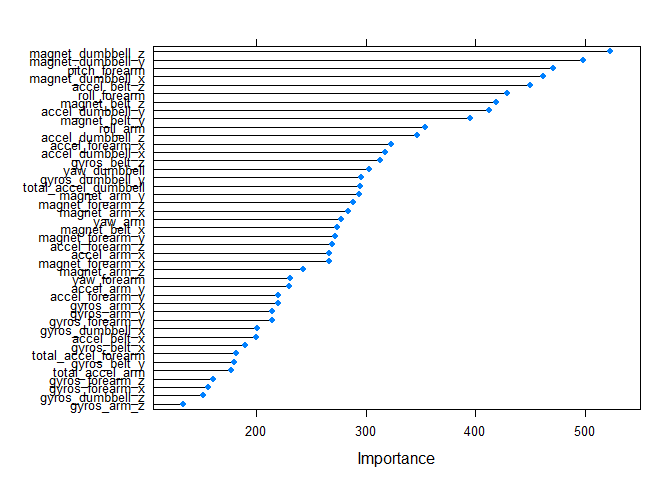 magnet_dumbbell_z
magnet_dumbbell_y
pitch_forearm
magnet_dumbbell_x
accel_belt_z
roll_forearm
magnet_belt_z
accel_dumbbell_y
magnet_belt_y
roll_arm
accel_dumbbell_z
accel_forearm_x
accel_dumbbell_x
gyros_belt_z
yaw_dumbbell
gyros_dumbbell_y
total_accel_dumbbell
magnet_arm_y
magnet_forearm_z
magnet_arm_x
yaw_arm
magnet_belt_x
magnet_forearm_y
accel_forearm_z
accel_arm_x
magnet_forearm_x
magnet_arm_z
yaw_forearm
accel_arm_y
accel_forearm_y
gyros_arm_x
gyros_arm_y
gyros_forearm_y
gyros_dumbbell_x
accel_belt_x
gyros_belt_x
total_accel_forearm
gyros_belt_y
total_accel_arm
gyros_forearm_z
gyros_forearm_x
gyros_dumbbell_z
gyros_arm_z
200 300 400 500
Importance